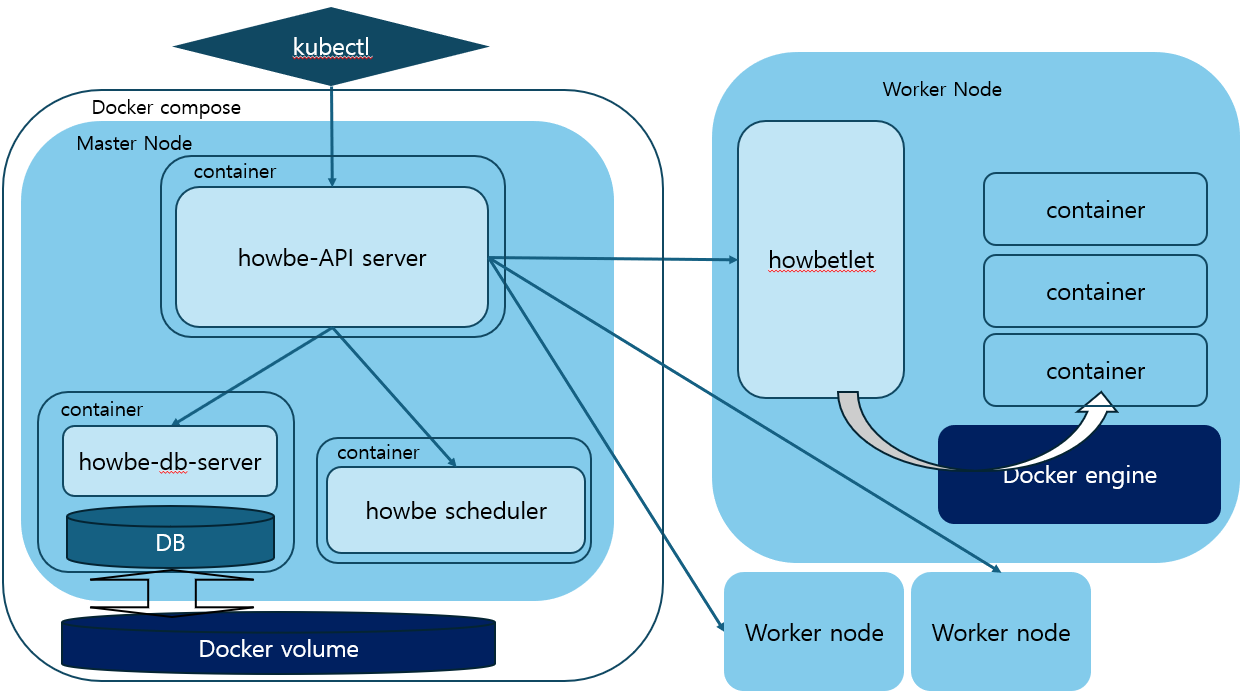 kubectl
Docker compose
Master Node
container
howbe-API server
container
howbe-db-server
DB
container
howbe scheduler
Docker volume
Worker Node
howbetlet
container
container
container
Docker engine
Worker node
Worker node